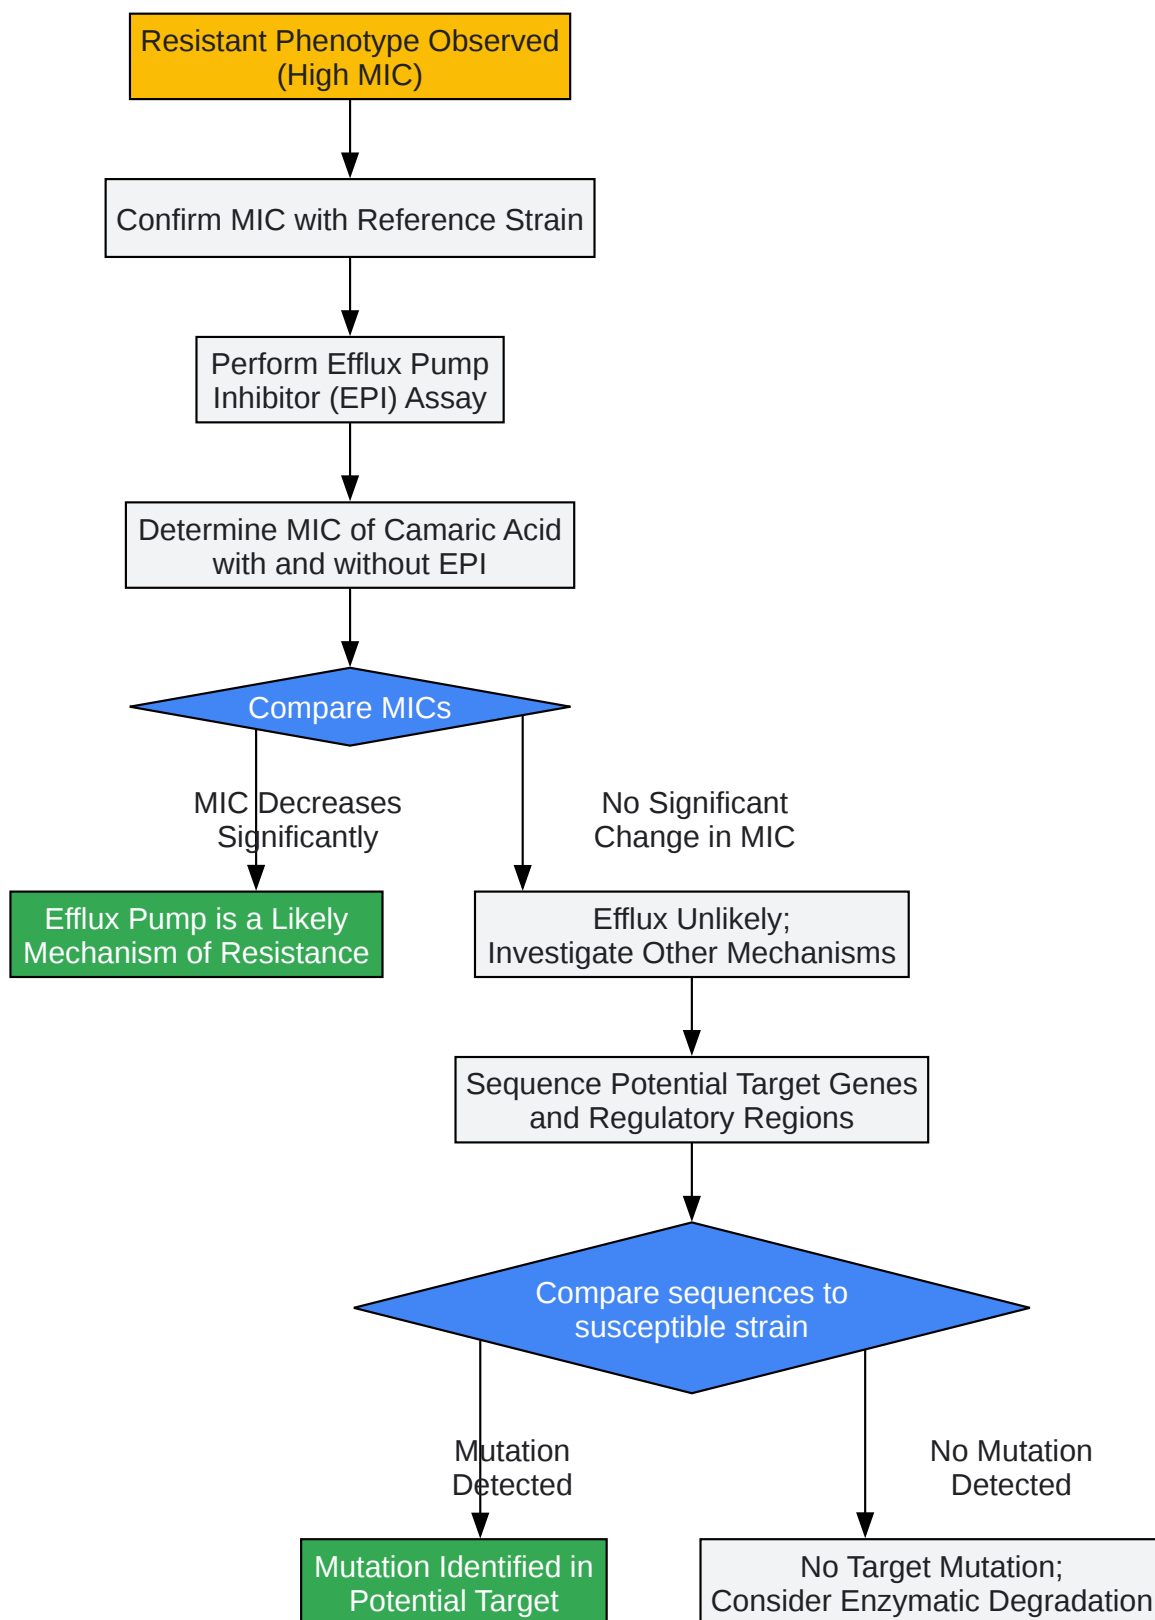 Resistant Phenotype Observed
(High MIC)
Confirm MIC with Reference Strain
Perform Efflux Pump
Inhibitor (EPI) Assay
Determine MIC of Camaric Acid
with and without EPI
Compare MICs
MIC Decreases
Significantly
No Significant
Change in MIC
Efflux Pump is a Likely
Mechanism of Resistance
Efflux Unlikely;
Investigate Other Mechanisms
Sequence Potential Target Genes
and Regulatory Regions
Compare sequences to
susceptible strain
Mutation
Detected
No Mutation
Detected
Mutation Identified in
Potential Target
No Target Mutation;
Consider Enzymatic Degradation